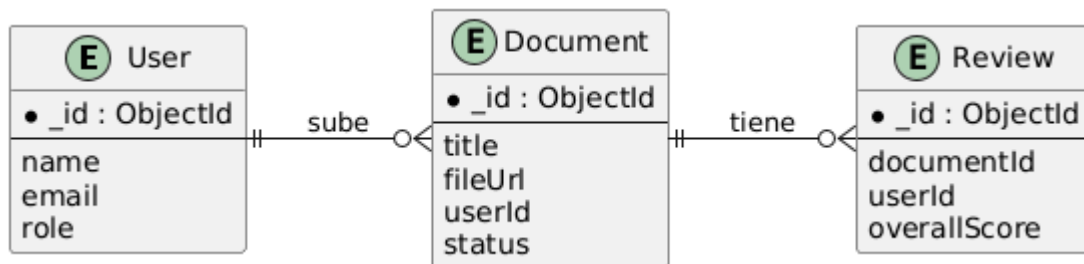 E User
• _id : ObjectId
name
email
role
sube
E Document
• _id : ObjectId
title
fileUrl
userId
status
tiene
E Review
• _id : ObjectId
documentId
userId
overallScore